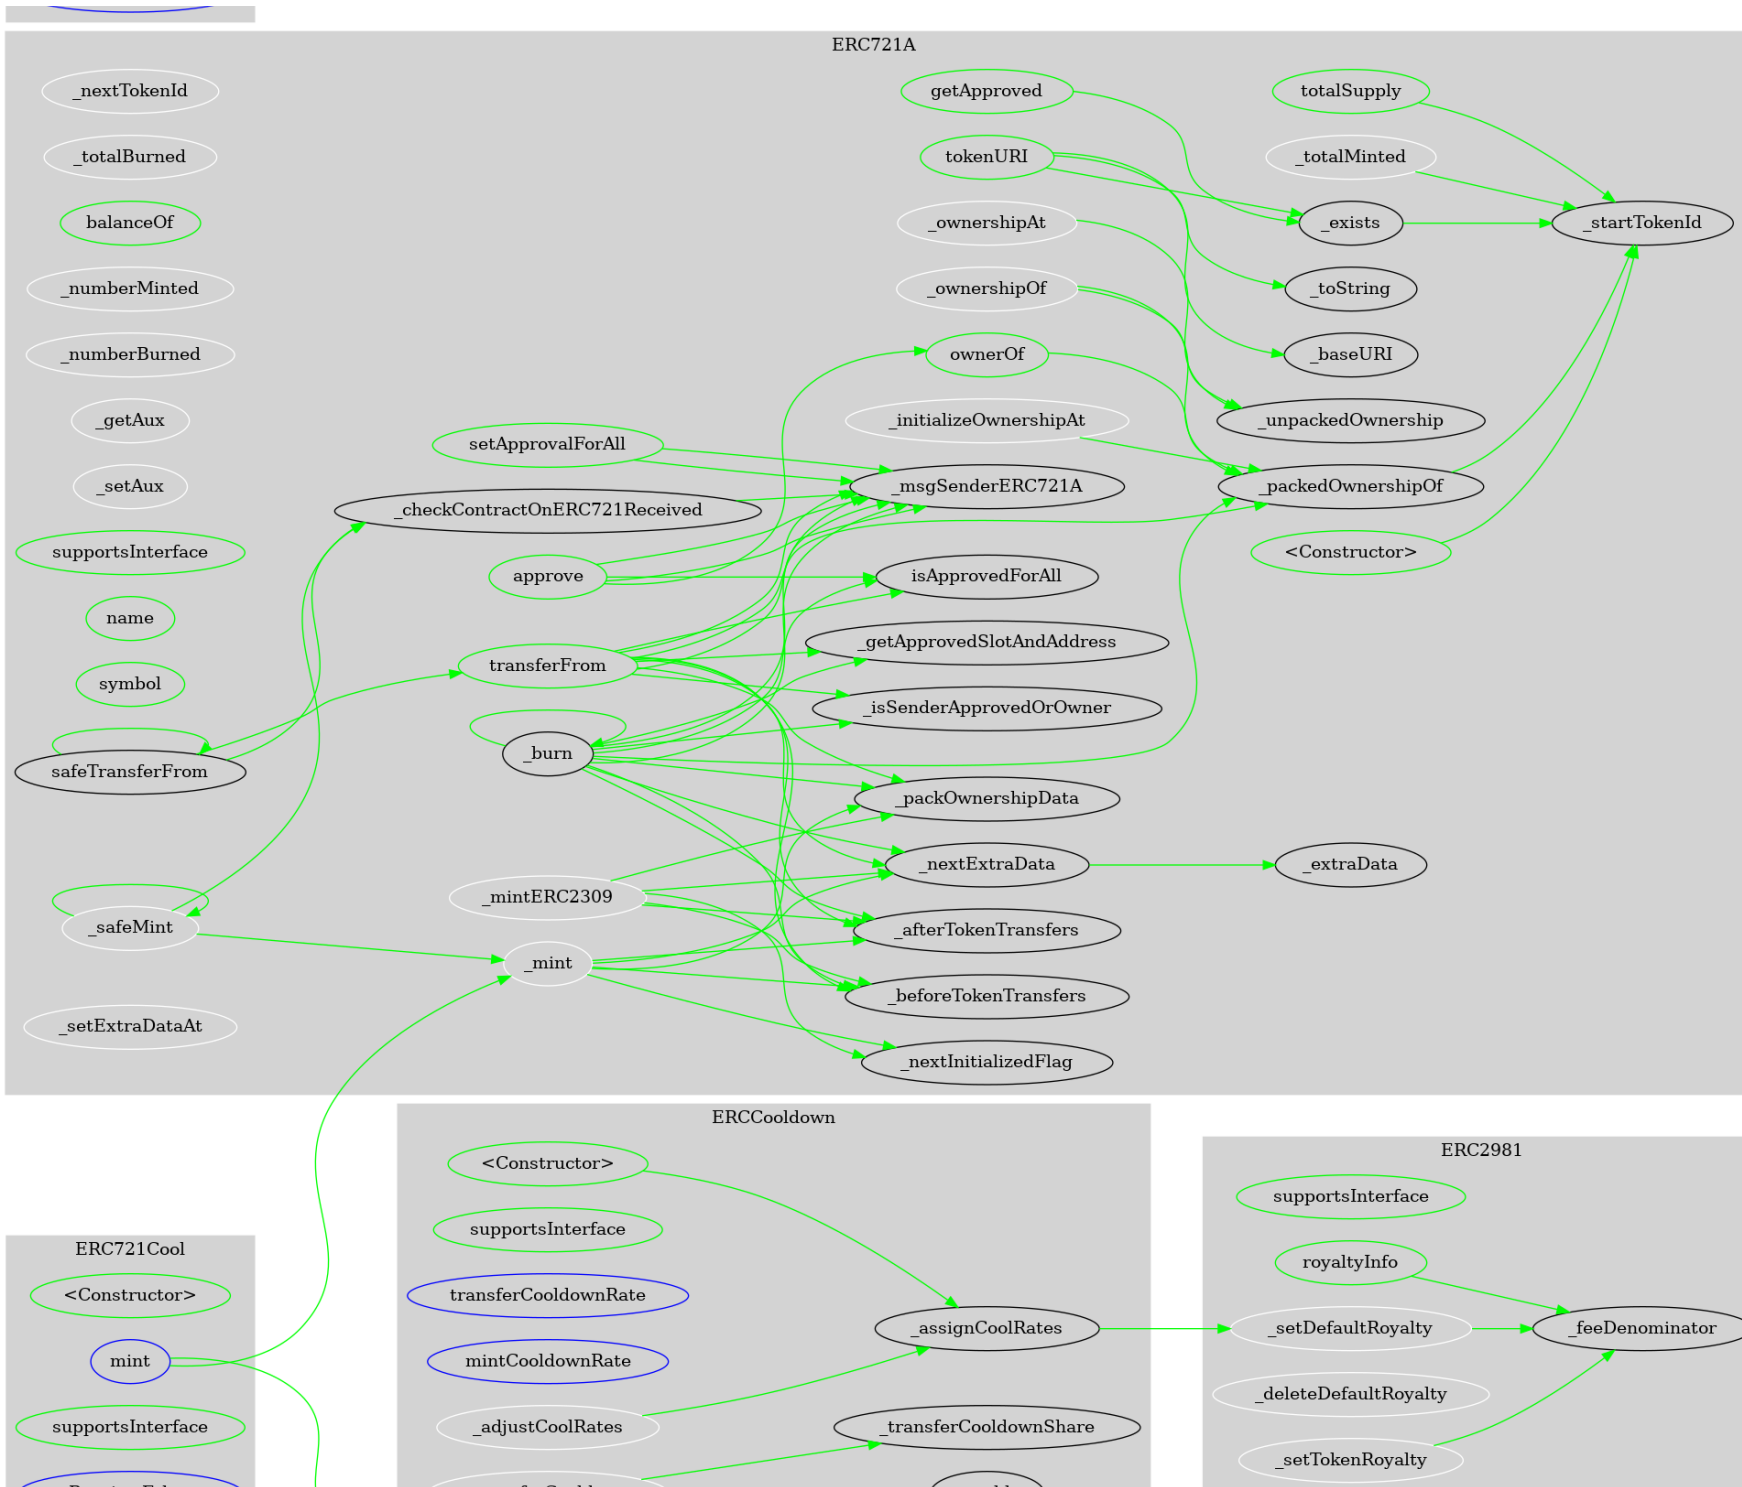 ERC721A
_nextTokenId
_totalBurned
balanceOf
_numberMinted
_numberBurned
_getAux
_setAux
supportsInterface
name
symbol
safeTransferFrom
_safeMint
_setExtraDataAt
setApprovalForAll
_checkContractOnERC721Received
approve
transferFrom
_burn
_mintERC2309
_mint
getApproved
tokenURI
_ownershipAt
_ownershipOf
ownerOf
_initializeOwnershipAt
_msgSenderERC721A
isApprovedForAll
_getApprovedSlotAndAddress
_isSenderApprovedOrOwner
_packOwnershipData
_nextExtraData
_afterTokenTransfers
_beforeTokenTransfers
_nextInitializedFlag
totalSupply
_totalMinted
_exists
_toString
_baseURI
_unpackedOwnership
_packedOwnershipOf
<Constructor>
_extraData
_startTokenId
ERC721Cool
<Constructor>
mint
supportsInterface
ERCCooldown
<Constructor>
supportsInterface
transferCooldownRate
mintCooldownRate
_adjustCoolRates
_assignCoolRates
_transferCooldownShare
ERC2981
supportsInterface
royaltyInfo
_setDefaultRoyalty
_deleteDefaultRoyalty
_setTokenRoyalty
_feeDenominator